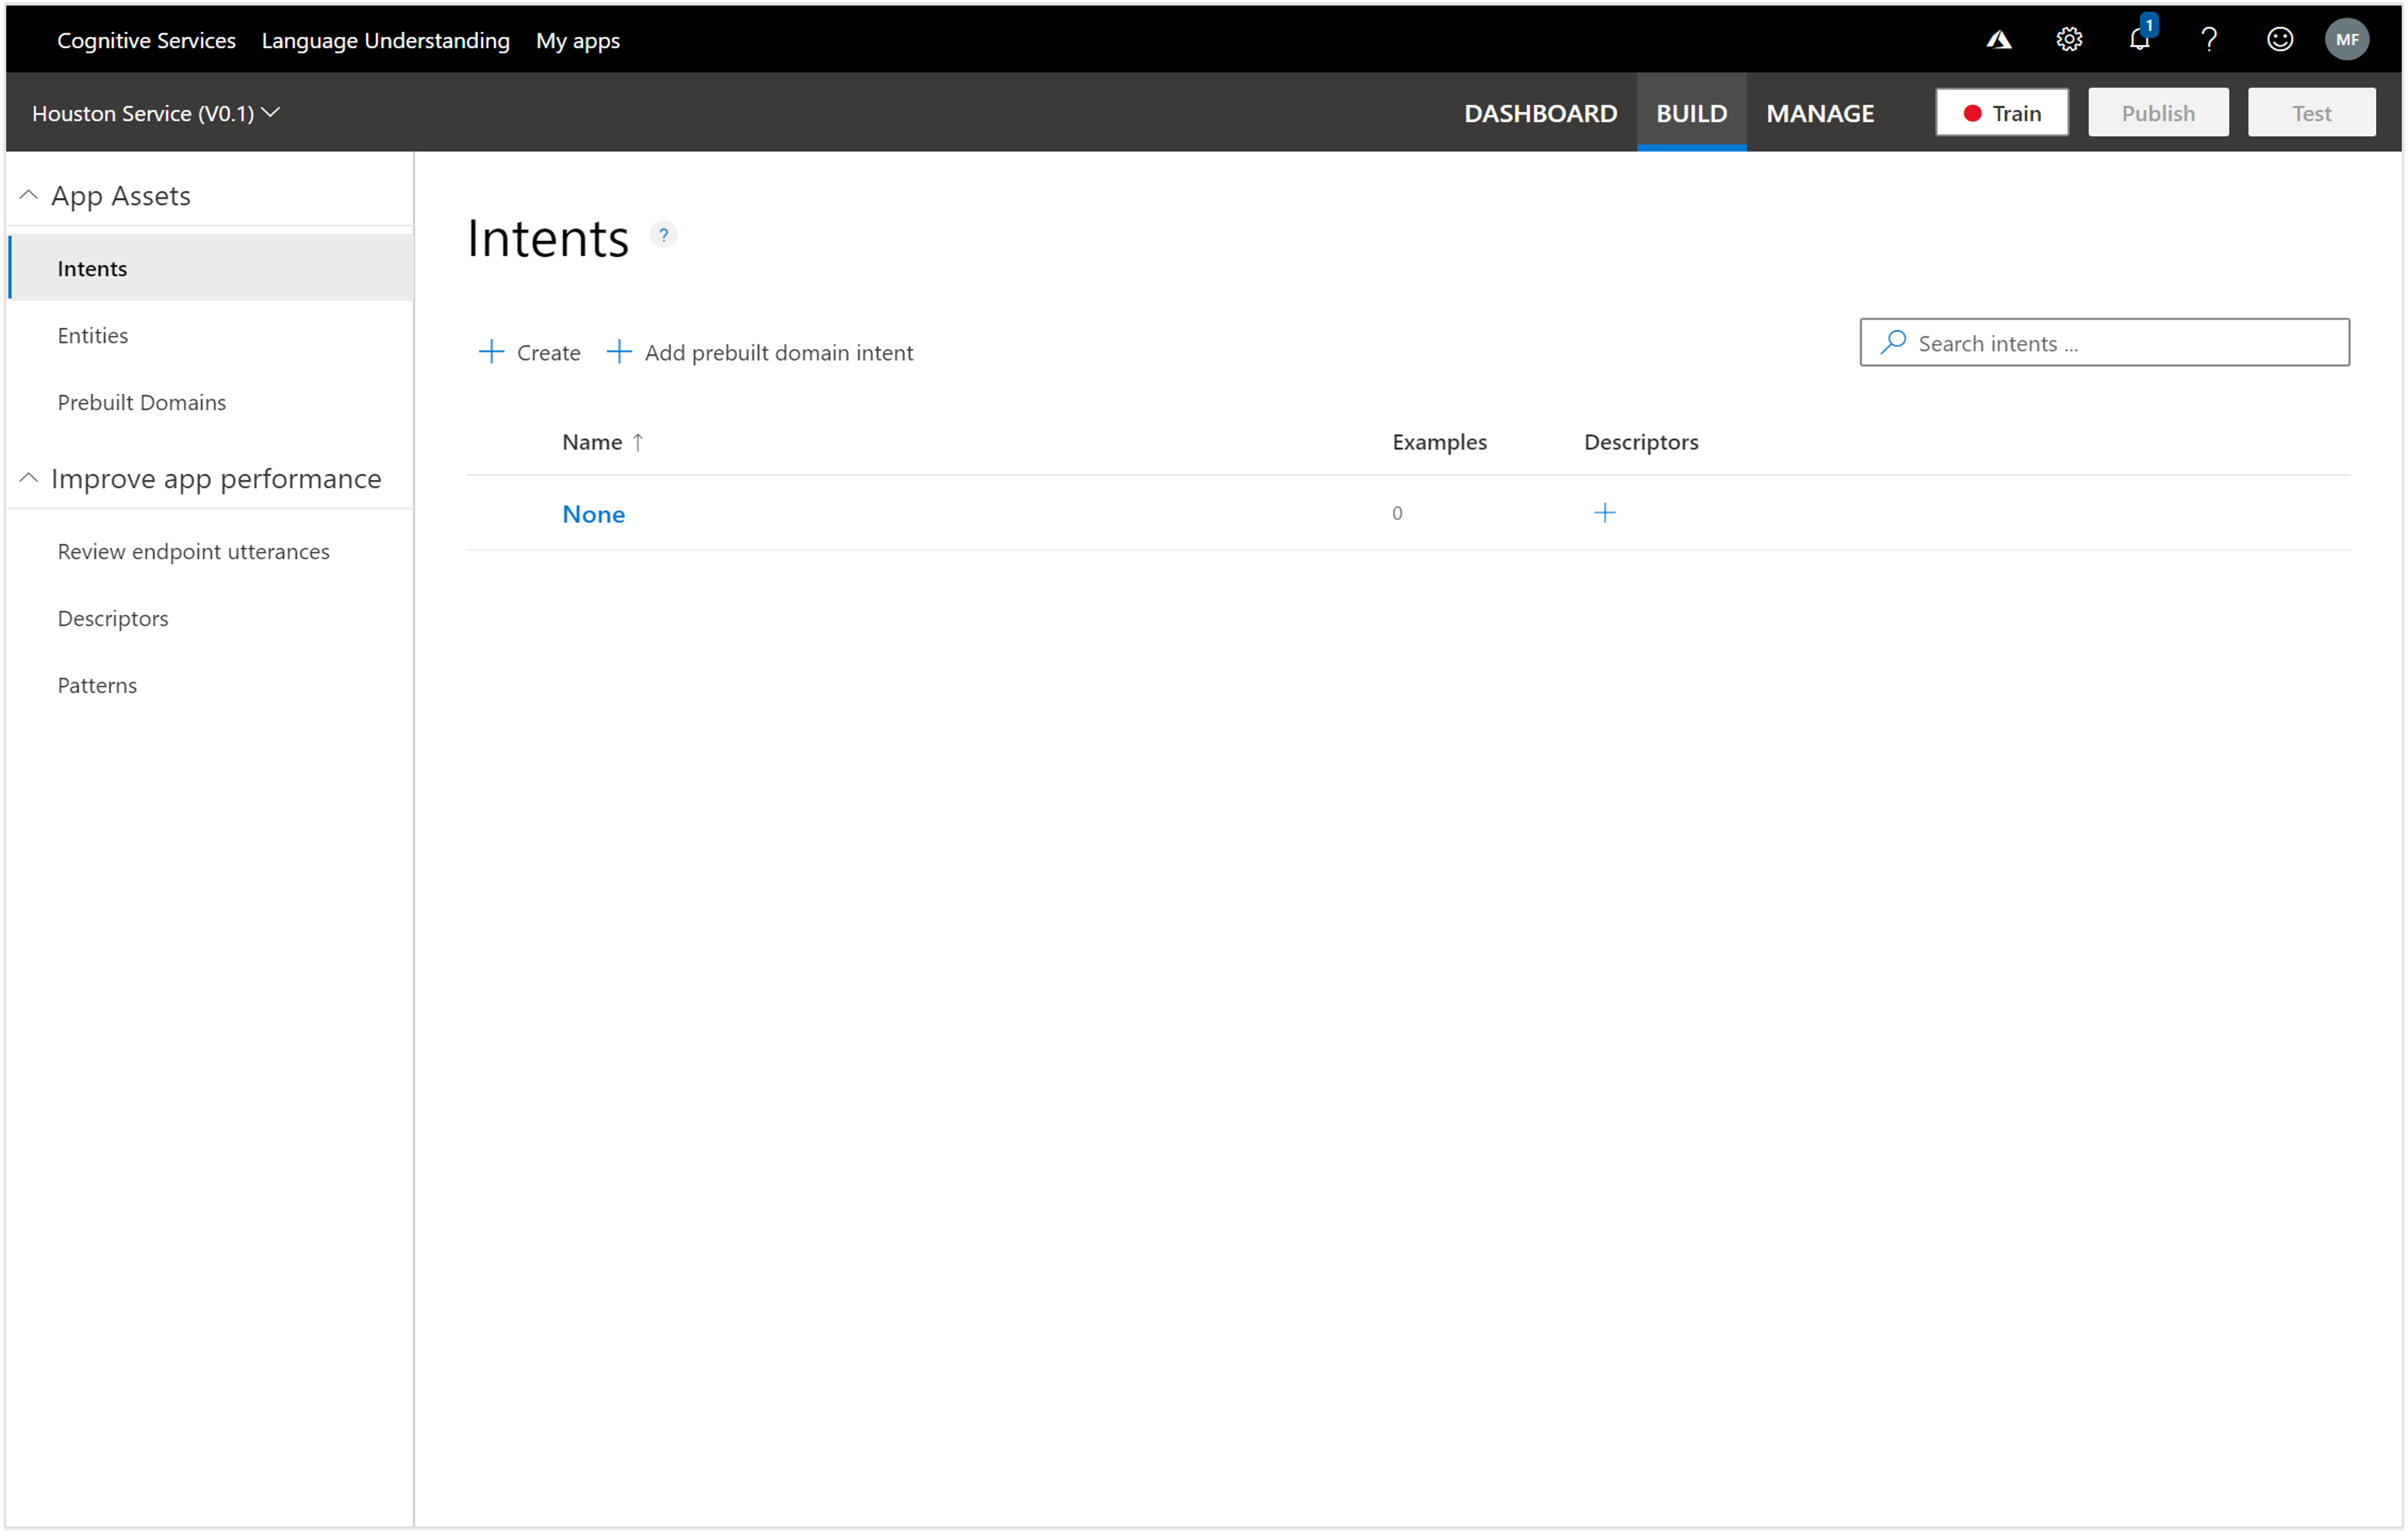 Cognitive Services Language Understanding My apps 1 ? MF
Houston Service (V0.1) DASHBOARD BUILD MANAGE Train Publish Test
App Assets
Intents
Entities
Prebuilt Domains
Improve app performance
Review endpoint utterances
Descriptors
Patterns
Intents ?
Create Add prebuilt domain intent Search intents ...
Name ↑ Examples Descriptors
None 0 +